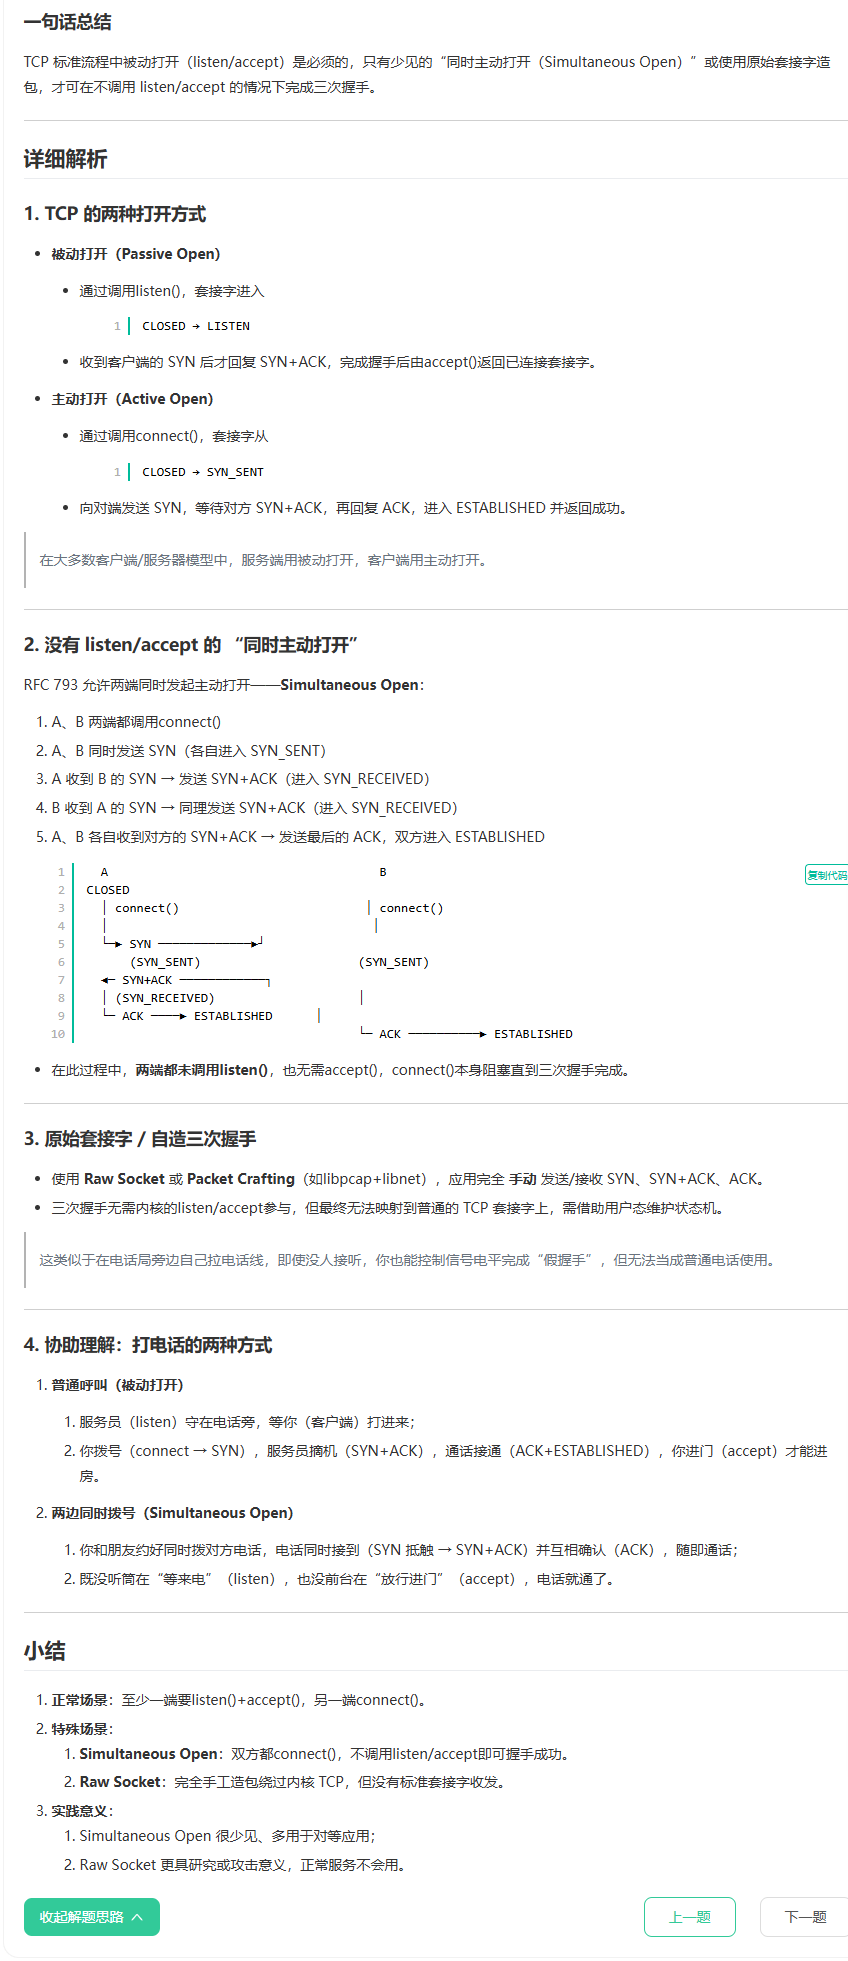 一句话总结
TCP 标准流程中被动打开（listen/accept）是必须的，只有少见的“同时主动打开（Simultaneous Open）”或使用原始套接字造
包，才可在不调用 listen/accept 的情况下完成三次握手。
详细解析
1. TCP 的两种打开方式
• 被动打开（Passive Open）
• 通过调用listen()，套接字进入
1 CLOSED → LISTEN
• 收到客户端的 SYN 后才回复 SYN+ACK，完成握手后由accept()返回已连接套接字。
• 主动打开（Active Open）
• 通过调用connect()，套接字从
1 CLOSED → SYN_SENT
• 向对端发送 SYN，等待对方 SYN+ACK，再回复 ACK，进入 ESTABLISHED 并返回成功。
在大多数客户端/服务器模型中，服务端用被动打开，客户端用主动打开。
2. 没有 listen/accept 的 “同时主动打开”
RFC 793 允许两端同时发起主动打开——Simultaneous Open：
1. A、B 两端都调用connect()
2. A、B 同时发送 SYN（各自进入 SYN_SENT）
3. A 收到 B 的 SYN → 发送 SYN+ACK（进入 SYN_RECEIVED）
4. B 收到 A 的 SYN → 同理发送 SYN+ACK（进入 SYN_RECEIVED）
5. A、B 各自收到对方的 SYN+ACK → 发送最后的 ACK，双方进入 ESTABLISHED
复制代码
1 A B
2 CLOSED
3 │ connect() │ connect()
4 │ │
5 └─► SYN ─────────────►┘
6 (SYN_SENT) (SYN_SENT)
7 ◄─ SYN+ACK ────────────┐
8 │ (SYN_RECEIVED) │
9 └─ ACK ────► ESTABLISHED │
10 └─ ACK ──────────► ESTABLISHED
• 在此过程中，两端都未调用listen()，也无需accept()，connect()本身阻塞直到三次握手完成。
3. 原始套接字 / 自造三次握手
• 使用 Raw Socket 或 Packet Crafting（如libpcap+libnet），应用完全 手动 发送/接收 SYN、SYN+ACK、ACK。
• 三次握手无需内核的listen/accept参与，但最终无法映射到普通的 TCP 套接字上，需借助用户态维护状态机。
这类似于在电话局旁边自己拉电话线，即使没人接听，你也能控制信号电平完成“假握手”，但无法当成普通电话使用。
4. 协助理解：打电话的两种方式
1. 普通呼叫（被动打开）
1. 服务员（listen）守在电话旁，等你（客户端）打进来；
2. 你拨号（connect → SYN），服务员摘机（SYN+ACK），通话接通（ACK+ESTABLISHED），你进门（accept）才能进
房。
2. 两边同时拨号（Simultaneous Open）
1. 你和朋友约好同时拨对方电话，电话同时接到（SYN 抵触 → SYN+ACK）并互相确认（ACK），随即通话；
2. 既没听筒在“等来电”（listen），也没前台在“放行进门”（accept），电话就通了。
小结
1. 正常场景：至少一端要listen()+accept()，另一端connect()。
2. 特殊场景：
1. Simultaneous Open：双方都connect()，不调用listen/accept即可握手成功。
2. Raw Socket：完全手工造包绕过内核 TCP，但没有标准套接字收发。
3. 实践意义：
1. Simultaneous Open 很少见、多用于对等应用；
2. Raw Socket 更具研究或攻击意义，正常服务不会用。
收起解题思路 上一题 下一题